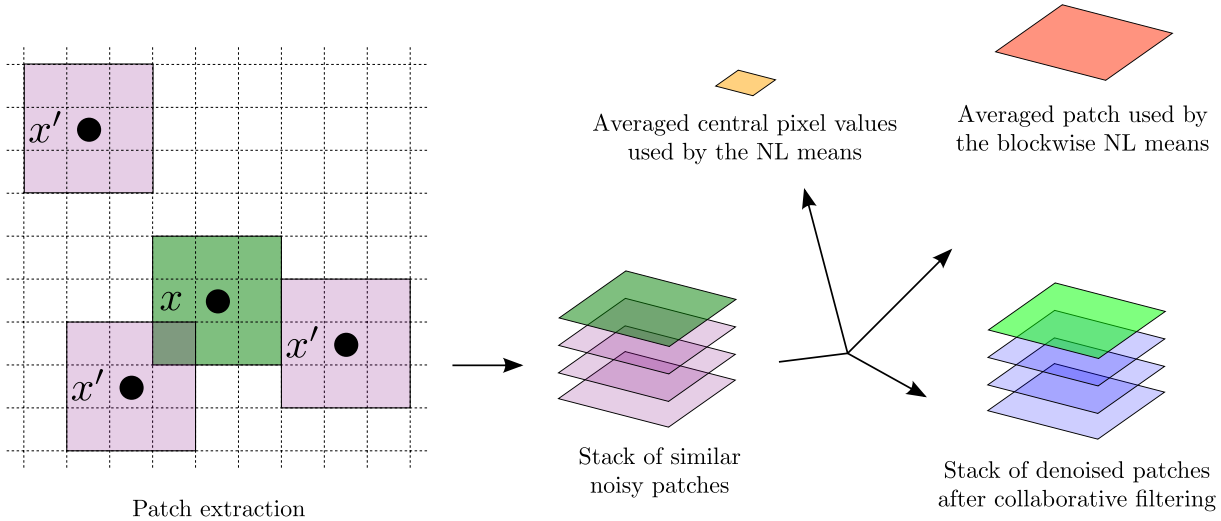 x′
x
x′
x′
Patch extraction
Stack of similar
noisy patches
Averaged central pixel values
used by the NL means
Averaged patch used by
the blockwise NL means
Stack of denoised patches
after collaborative filtering